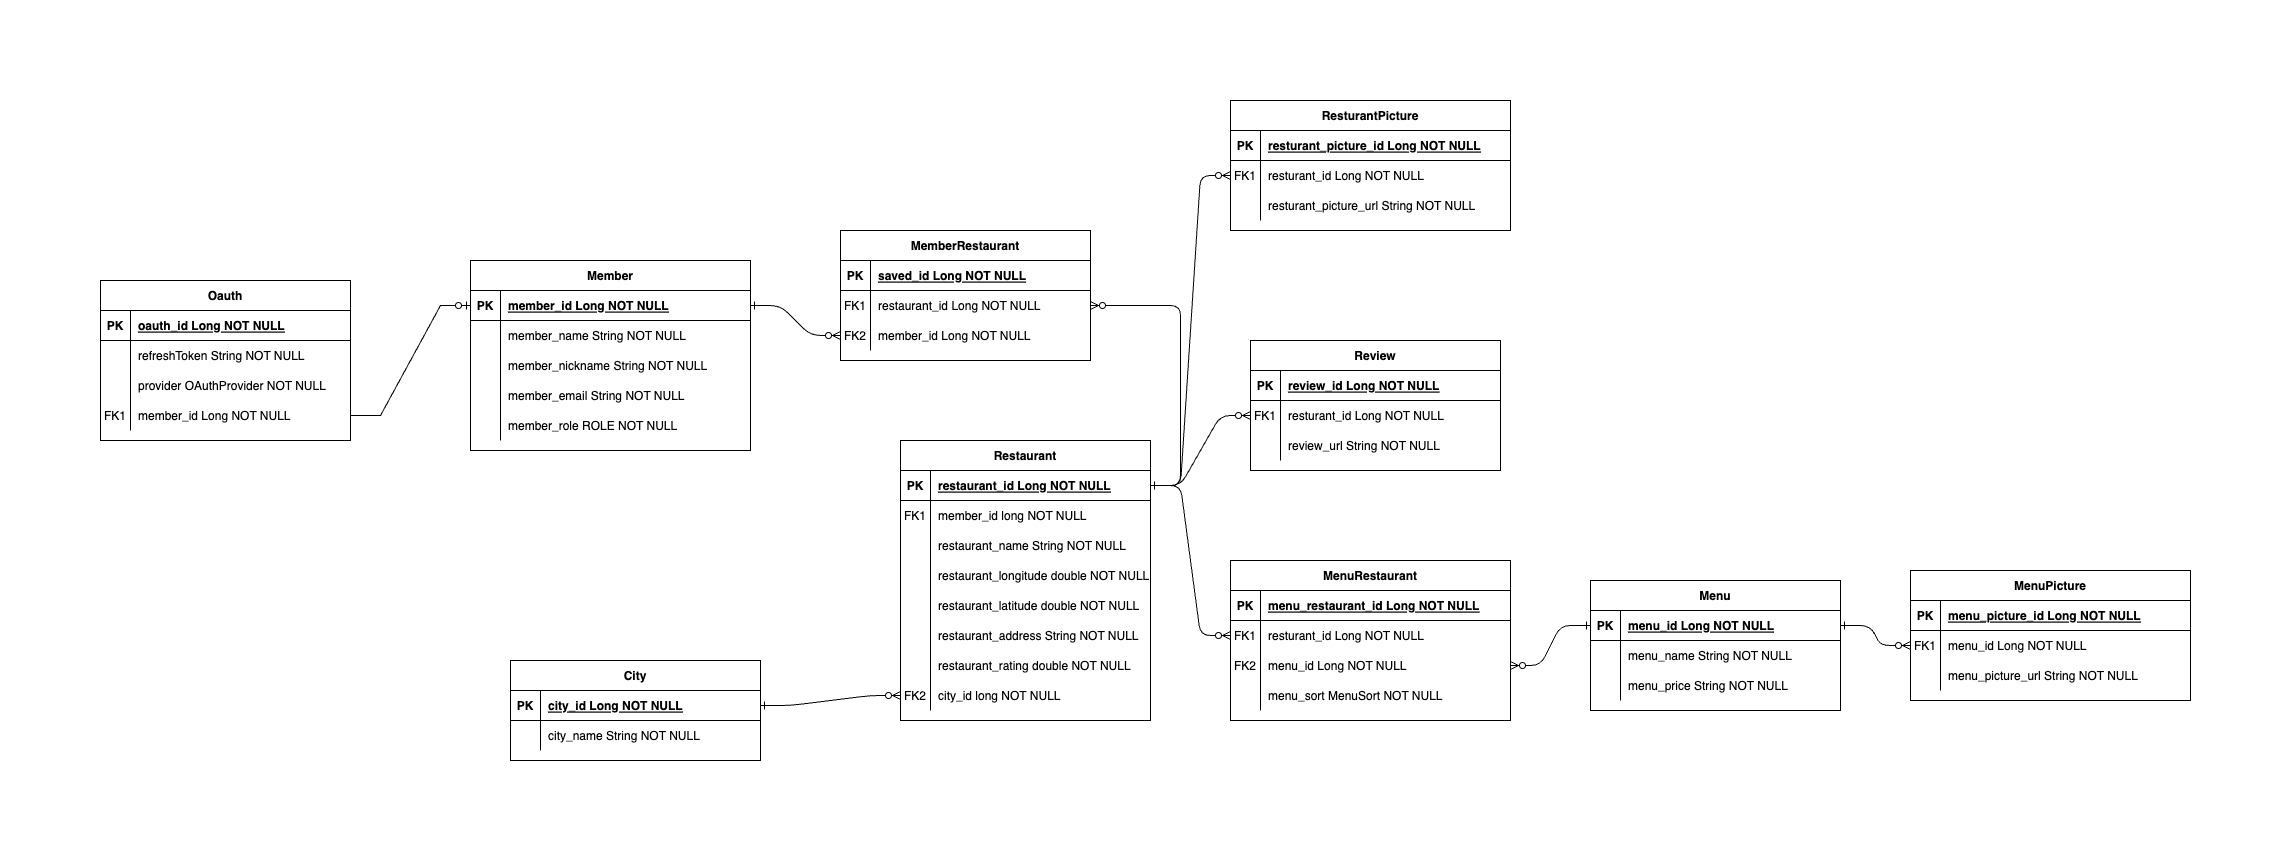 ResturantPicture
PK resturant_picture_id Long NOT NULL
FK1 resturant_id Long NOT NULL
resturant_picture_url String NOT NULL
MemberRestaurant
PK saved_id Long NOT NULL
FK1 restaurant_id Long NOT NULL
FK2 member_id Long NOT NULL
Member
PK member_id Long NOT NULL
member_name String NOT NULL
member_nickname String NOT NULL
member_email String NOT NULL
member_role ROLE NOT NULL
Oauth
PK oauth_id Long NOT NULL
refreshToken String NOT NULL
provider OAuthProvider NOT NULL
FK1 member_id Long NOT NULL
Review
PK review_id Long NOT NULL
FK1 resturant_id Long NOT NULL
review_url String NOT NULL
Restaurant
PK restaurant_id Long NOT NULL
FK1 member_id long NOT NULL
restaurant_name String NOT NULL
restaurant_longitude double NOT NULL
restaurant_latitude double NOT NULL
restaurant_address String NOT NULL
restaurant_rating double NOT NULL
FK2 city_id long NOT NULL
MenuRestaurant
PK menu_restaurant_id Long NOT NULL
FK1 resturant_id Long NOT NULL
FK2 menu_id Long NOT NULL
menu_sort MenuSort NOT NULL
Menu
PK menu_id Long NOT NULL
menu_name String NOT NULL
menu_price String NOT NULL
MenuPicture
PK menu_picture_id Long NOT NULL
FK1 menu_id Long NOT NULL
menu_picture_url String NOT NULL
City
PK city_id Long NOT NULL
city_name String NOT NULL